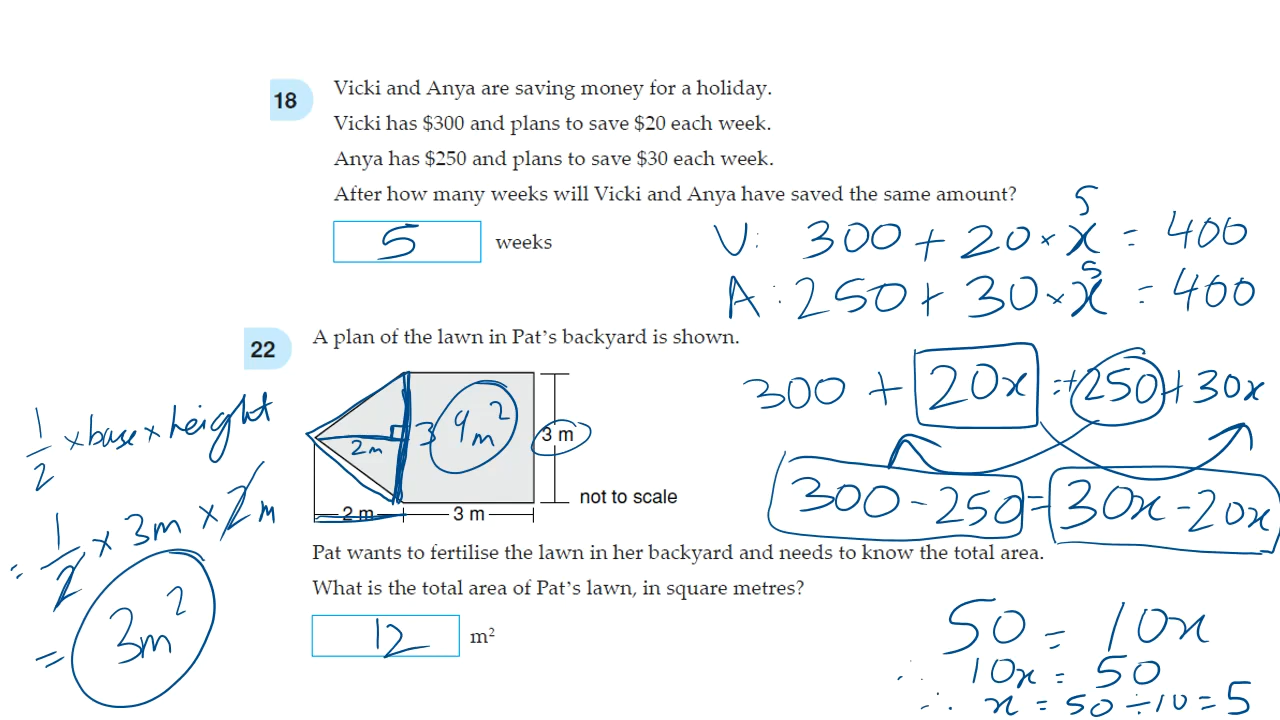 18
Vicki and Anya are saving money for a holiday.
Vicki has $300 and plans to save $20 each week.
Anya has $250 and plans to save $30 each week.
After how many weeks will Vicki and Anya have saved the same amount?
5 weeks
5
V: 300 + 20 × x = 400
5
A: 250 + 30 × x = 400
22
A plan of the lawn in Pat's backyard is shown.
300 + 20x = +250 + 30x
300 - 250 = 30x - 20x
50 = 10x
∴ 10x = 50
∴ x = 50 ÷ 10 = 5
1/2 × base × height
= 1/2 × 3m × 2m
= 3m²
2m
3
9m²
3 m
not to scale
2 m
3 m
Pat wants to fertilise the lawn in her backyard and needs to know the total area.
What is the total area of Pat's lawn, in square metres?
12 m²